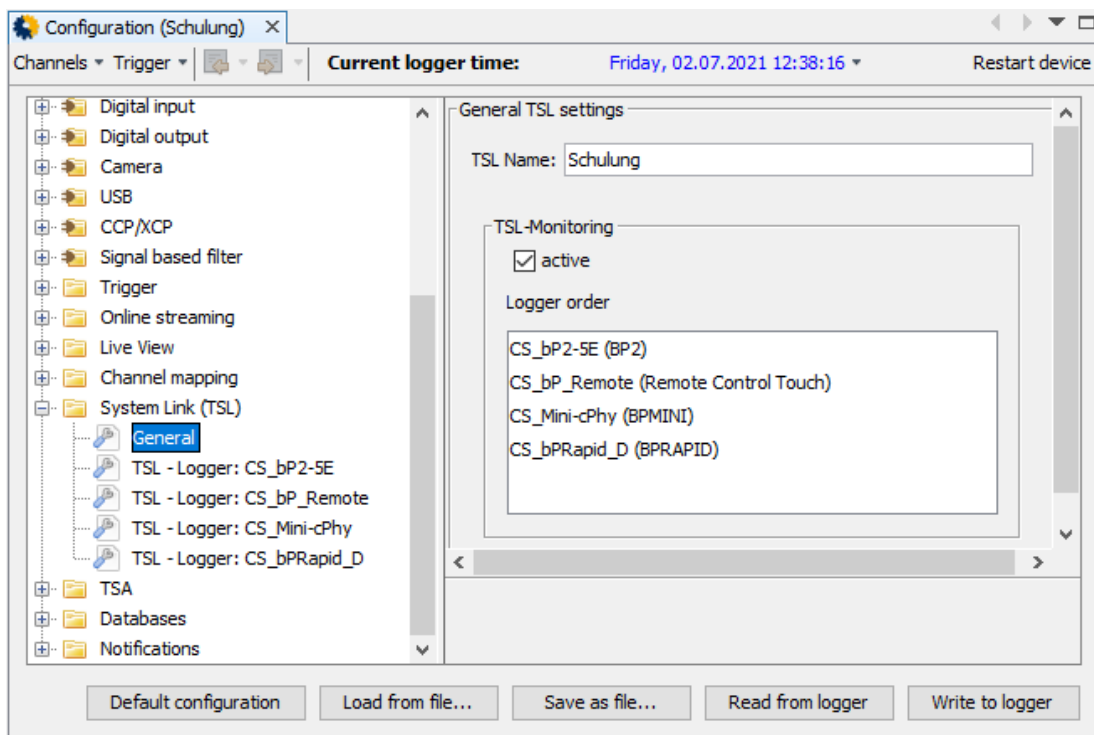 Configuration (Schulung)
Channels Trigger Current logger time: Friday, 02.07.2021 12:38:16 Restart device
Digital input
Digital output
Camera
USB
CCP/XCP
Signal based filter
Trigger
Online streaming
Live View
Channel mapping
System Link (TSL)
General
TSL - Logger: CS_bP2-5E
TSL - Logger: CS_bP_Remote
TSL - Logger: CS_Mini-cPhy
TSL - Logger: CS_bPRapid_D
TSA
Databases
Notifications
General TSL settings
TSL Name: Schulung
TSL-Monitoring
active
Logger order
CS_bP2-5E (BP2)
CS_bP_Remote (Remote Control Touch)
CS_Mini-cPhy (BPMINI)
CS_bPRapid_D (BPRAPID)
Default configuration Load from file... Save as file... Read from logger Write to logger